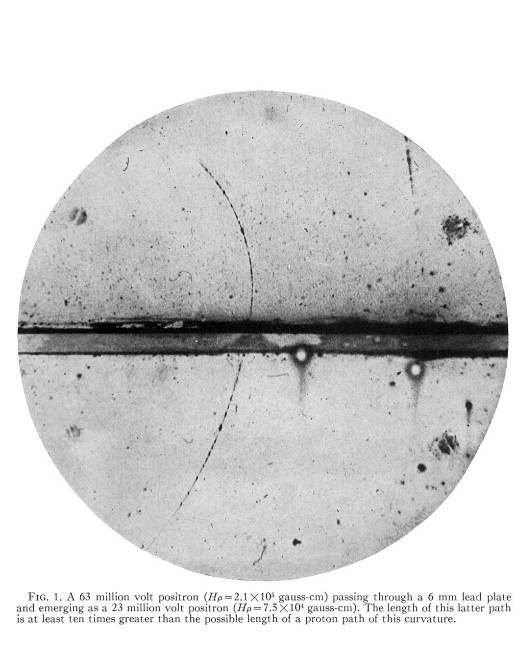 FIG. 1. A 63 million volt positron (Hρ=2.1×10⁵ gauss-cm) passing through a 6 mm lead plate
and emerging as a 23 million volt positron (Hρ=7.5×10⁴ gauss-cm). The length of this latter path
is at least ten times greater than the possible length of a proton path of this curvature.